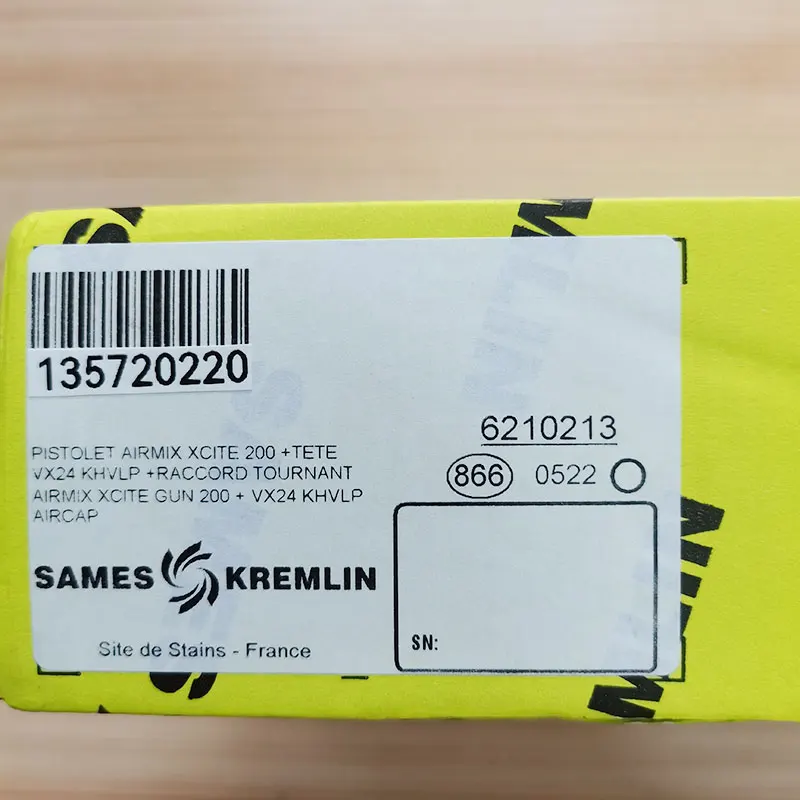 135720220
6210213
PISTOLET AIRMIX XCITE 200 +TETE
VX24 KHVLP +RACCORD TOURNANT
AIRMIX XCITE GUN 200 + VX24 KHVLP
AIRCAP
866 0522
SAMES KREMLIN
Site de Stains - France
SN: